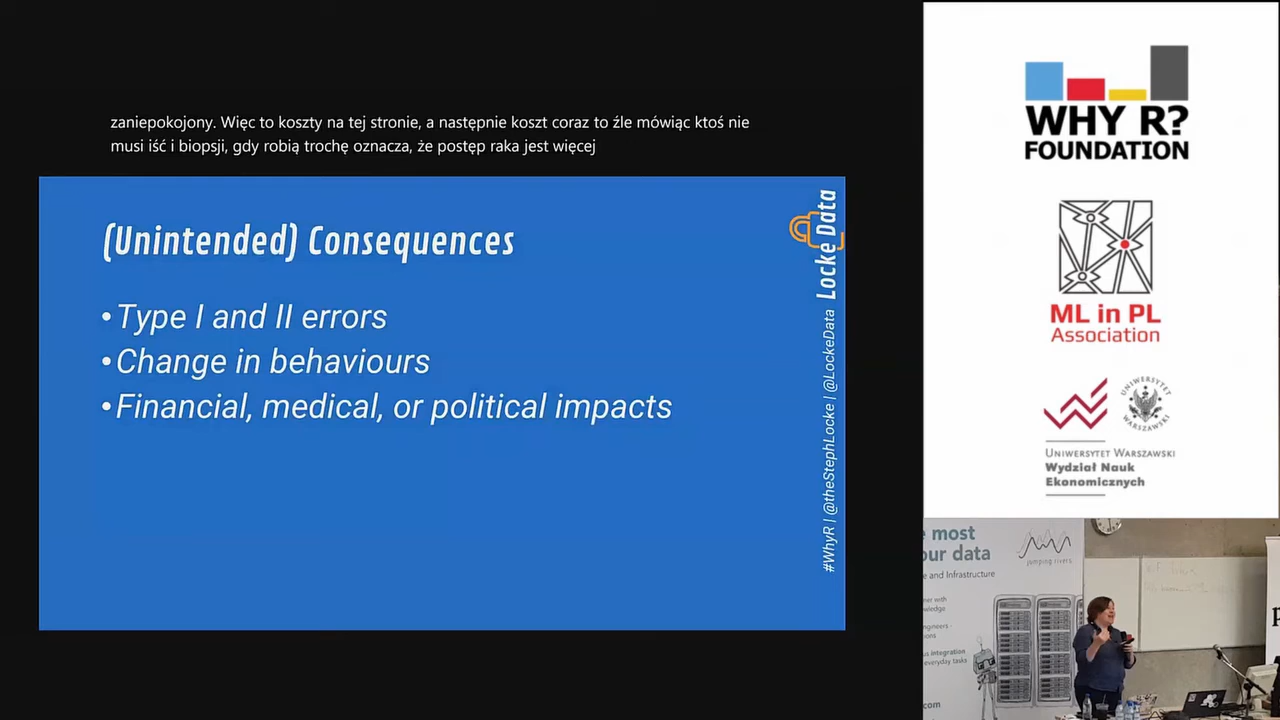 zaniepokojony. Więc to koszty na tej stronie, a następnie koszt coraz to źle mówiąc ktoś nie
musi iść i biopsji, gdy robią trochę oznacza, że postęp raka jest więcej
(Unintended) Consequences
•Type I and II errors
•Change in behaviours
•Financial, medical, or political impacts
#WhyR | @theStephLocke | @LockeData
Locke Data
WHY R?
FOUNDATION
ML in PL
Association
UNIWERSYTET
WARSZAWSKI
UNIWERSYTET WARSZAWSKI
Wydział Nauk
Ekonomicznych
most
our data
jumping rivers
e and Infrastructure